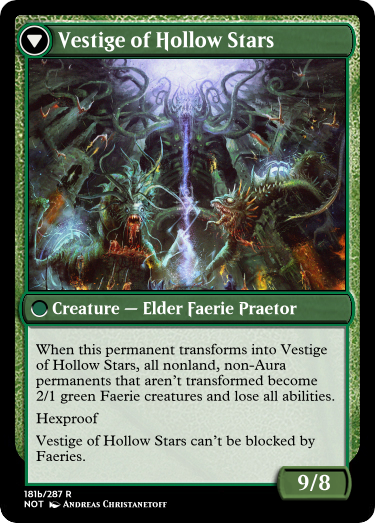 Vestige of Hollow Stars
Creature — Elder Faerie Praetor
When this permanent transforms into Vestige
of Hollow Stars, all nonland, non-Aura
permanents that aren't transformed become
2/1 green Faerie creatures and lose all abilities.
Hexproof
Vestige of Hollow Stars can't be blocked by
Faeries.
9/8
181b/287 R
NOT Andreas Christanetoff